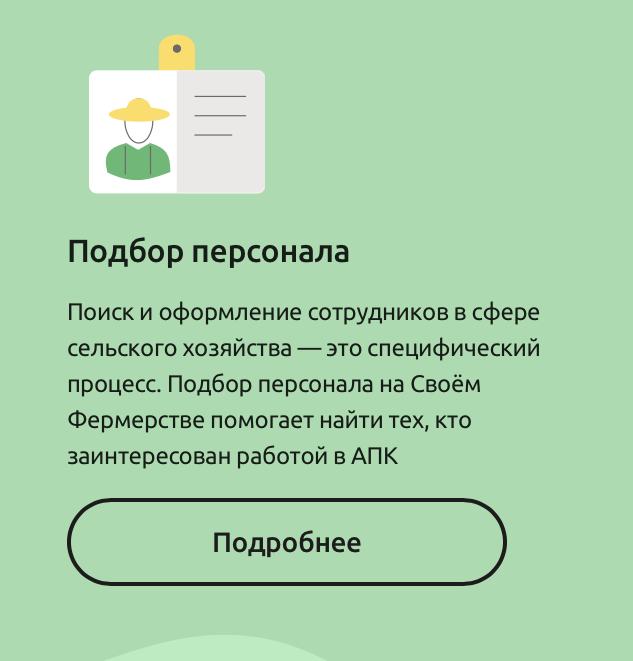 Подбор персонала
Поиск и оформление сотрудников в сфере
сельского хозяйства — это специфический
процесс. Подбор персонала на Своём
Фермерстве помогает найти тех, кто
заинтересован работой в АПК
Подробнее